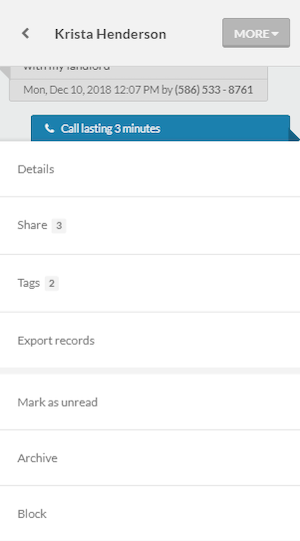 Krista Henderson
MORE
with my landlord
Mon, Dec 10, 2018 12:07 PM by (586) 533 - 8761
Call lasting 3 minutes
Details
Share 3
Tags 2
Export records
Mark as unread
Archive
Block